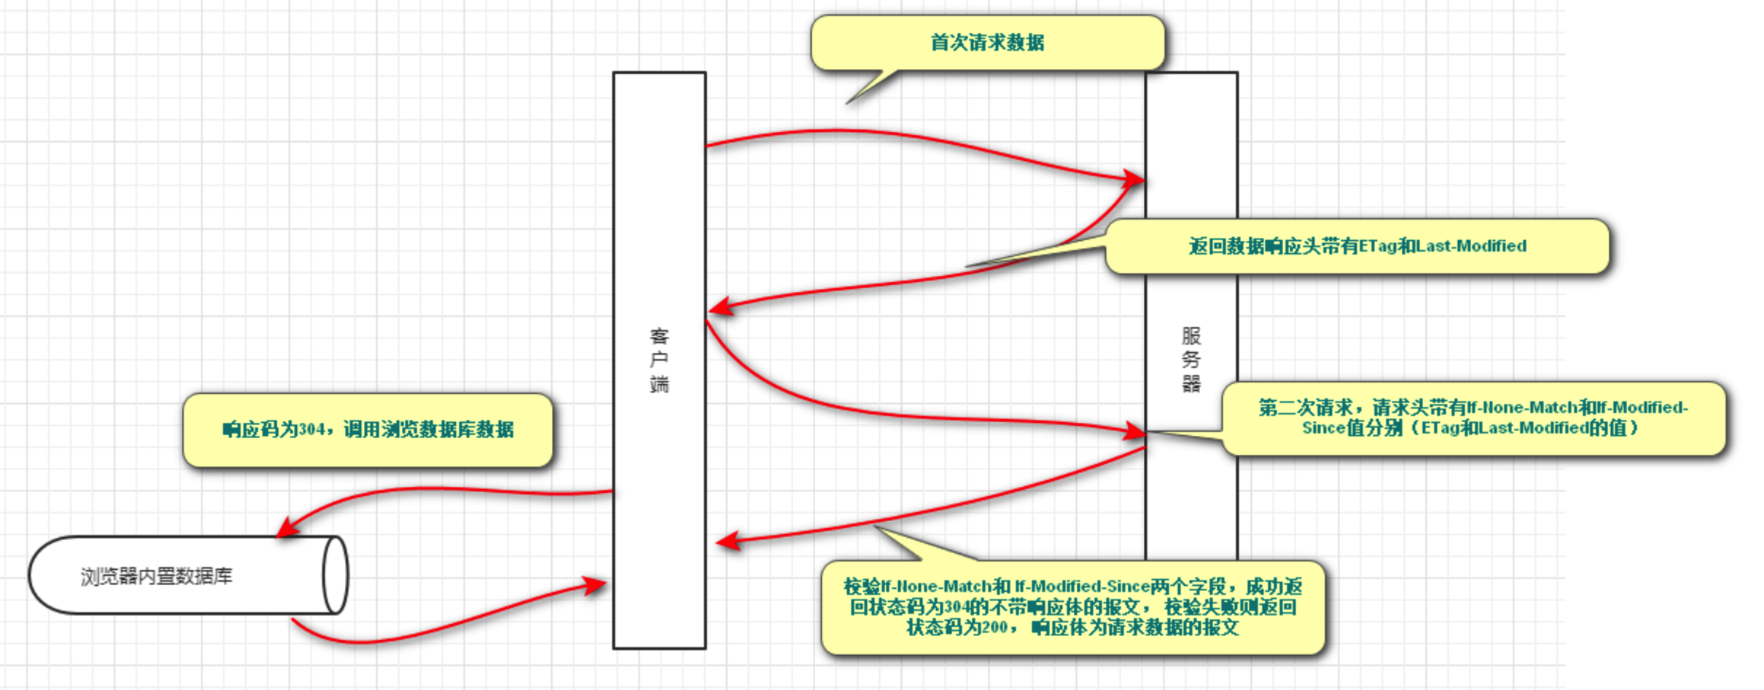 首次请求数据
返回数据响应头带有ETag和Last-Modified
客
户
端
服
务
器
第二次请求，请求头带有If-None-Match和If-Modified-
Since值分别（ETag和Last-Modified的值）
响应码为304，调用浏览数据库数据
浏览器内置数据库
校验If-None-Match和 If-Modified-Since两个字段，成功返
回状态码为304的不带响应体的报文， 校验失败则返回
状态码为200， 响应体为请求数据的报文